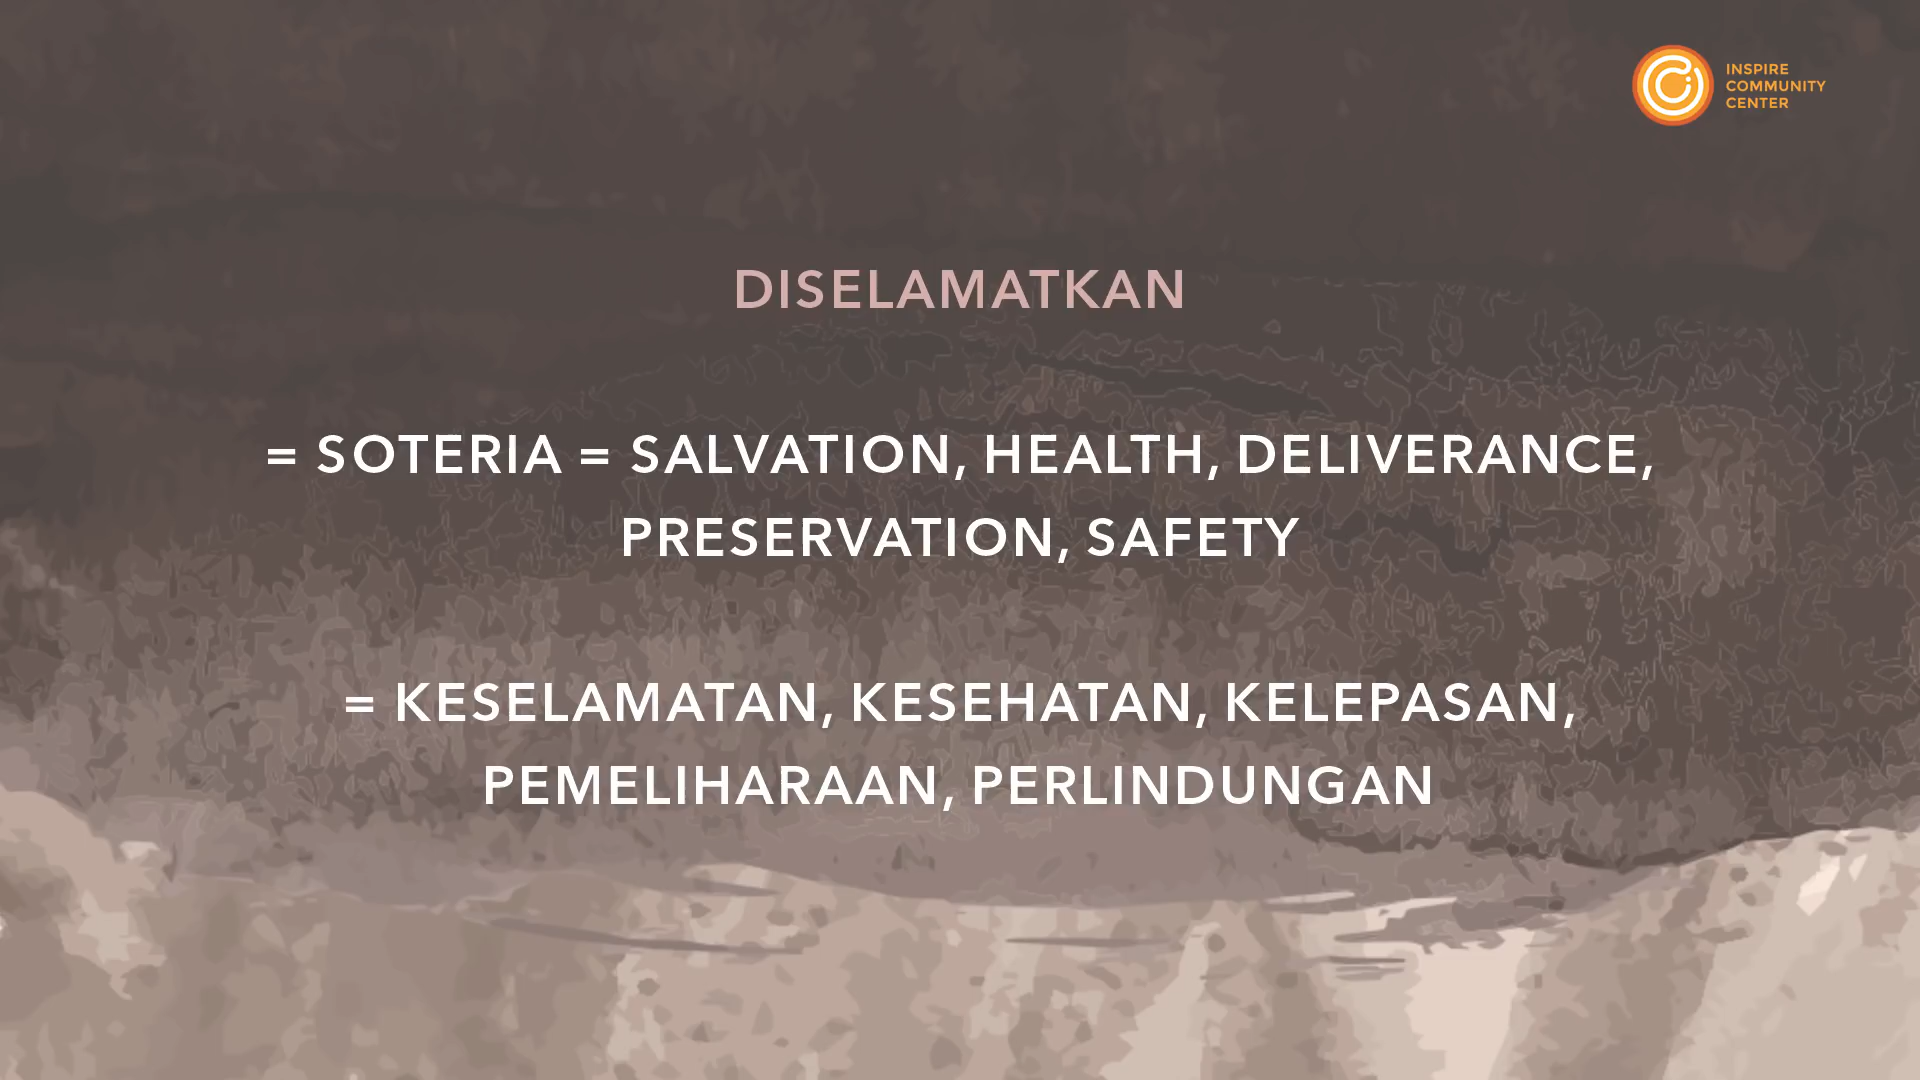 INSPIRE
COMMUNITY
CENTER
DISELAMATKAN
= SOTERIA = SALVATION, HEALTH, DELIVERANCE,
PRESERVATION, SAFETY
= KESELAMATAN, KESEHATAN, KELEPASAN,
PEMELIHARAAN, PERLINDUNGAN